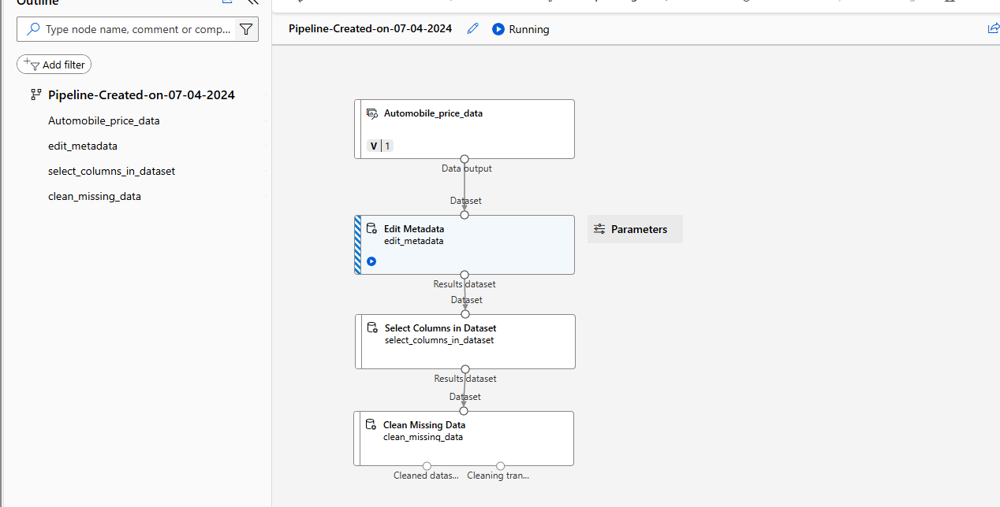 Outline
Type node name, comment or comp...
Add filter
Pipeline-Created-on-07-04-2024
Automobile_price_data
edit_metadata
select_columns_in_dataset
clean_missing_data
Pipeline-Created-on-07-04-2024
Running
Automobile_price_data
V 1
Data output
Dataset
Edit Metadata
edit_metadata
Parameters
Results dataset
Dataset
Select Columns in Dataset
select_columns_in_dataset
Results dataset
Dataset
Clean Missing Data
clean_missing_data
Cleaned datas...
Cleaning tran...